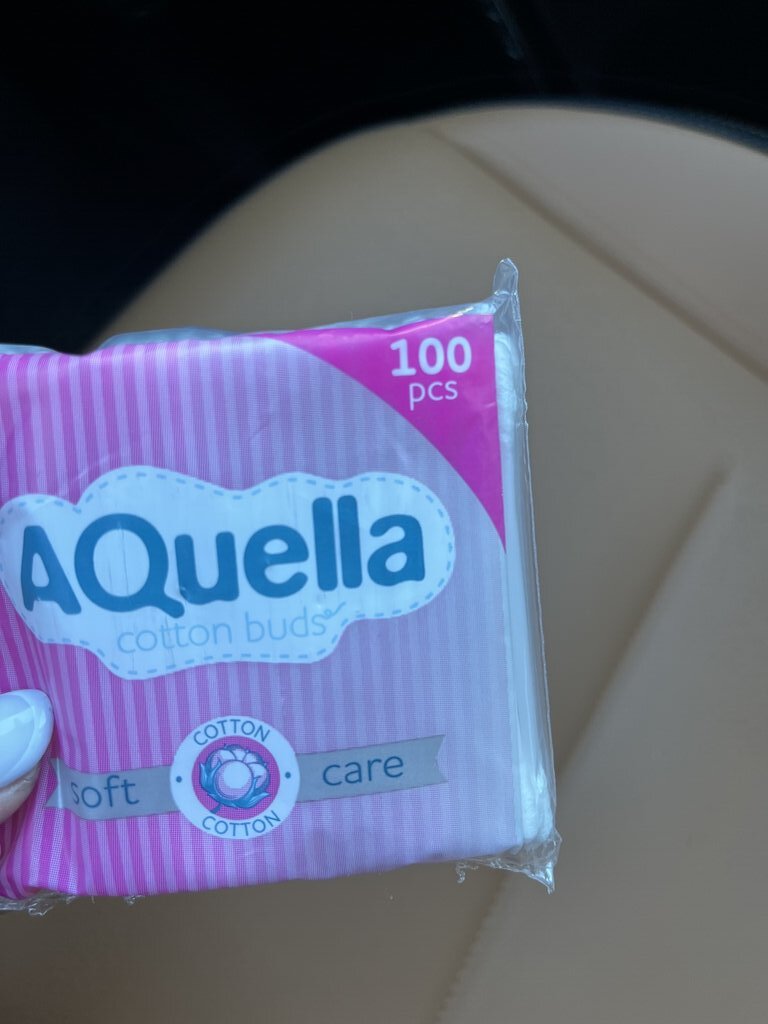 100
pcs
AQuella
cotton buds
COTTON
soft care
COTTON